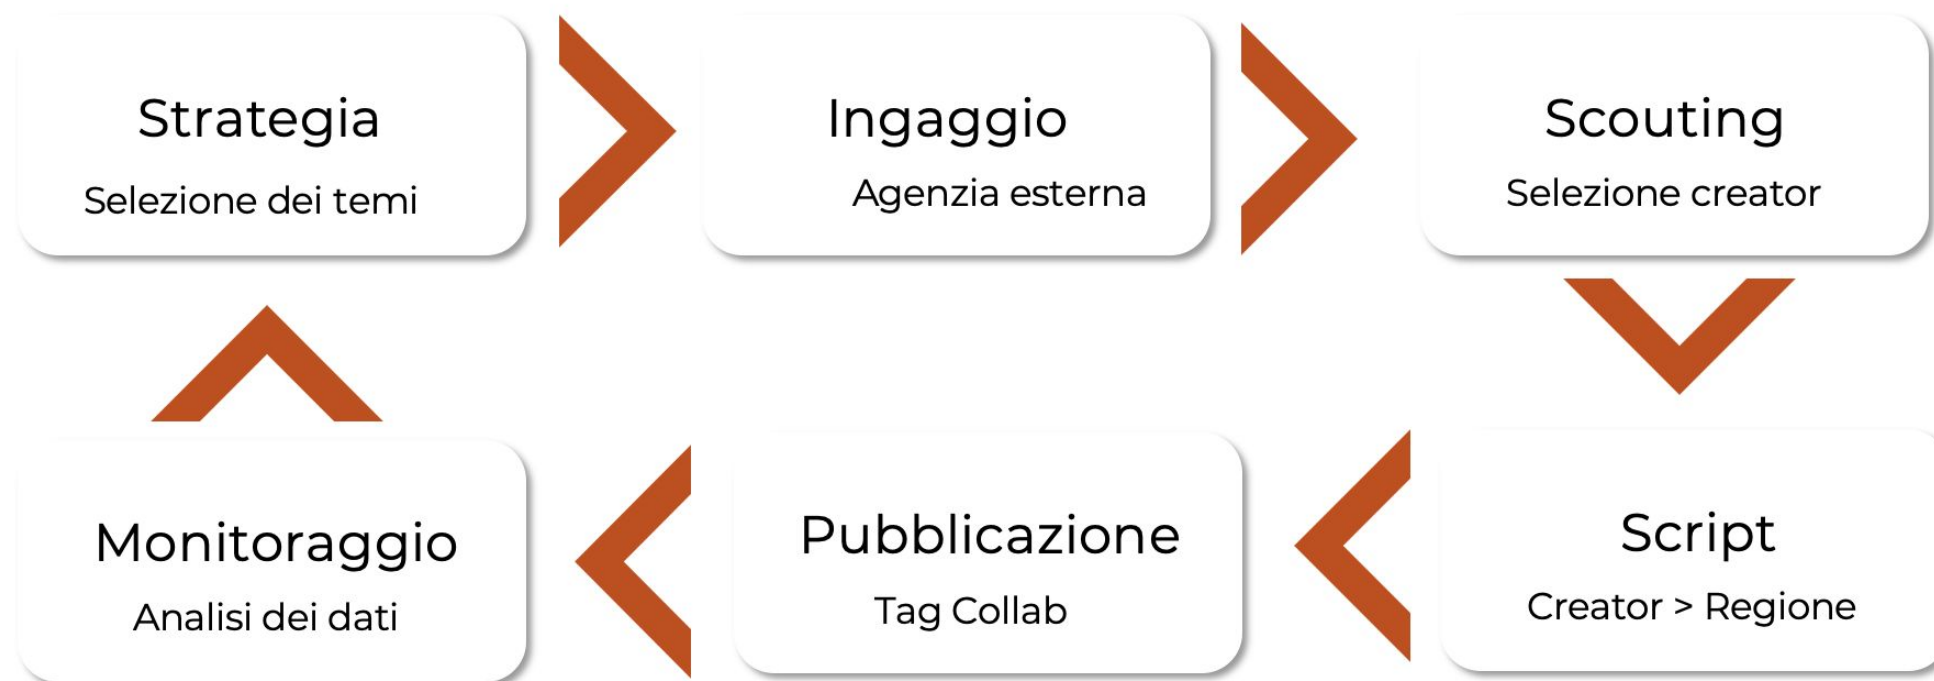 Strategia
Selezione dei temi
Ingaggio
Agenzia esterna
Scouting
Selezione creator
Script
Creator > Regione
Pubblicazione
Tag Collab
Monitoraggio
Analisi dei dati